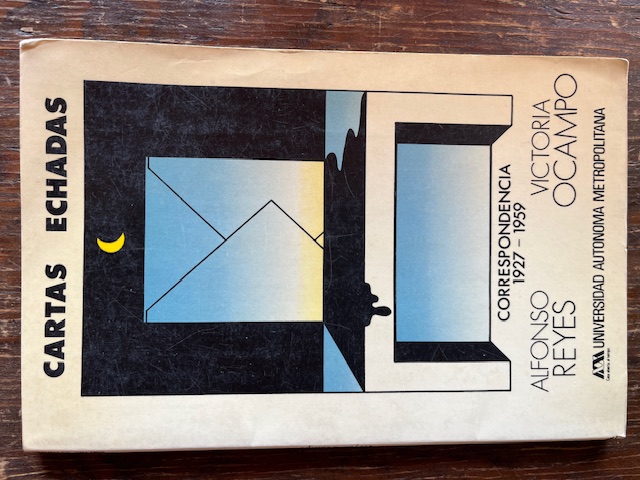 CARTAS ECHADAS
CORRESPONDENCIA
1927 - 1959
ALFONSO
REYES
VICTORIA
OCAMPO
UNIVERSIDAD AUTONOMA METROPOLITANA